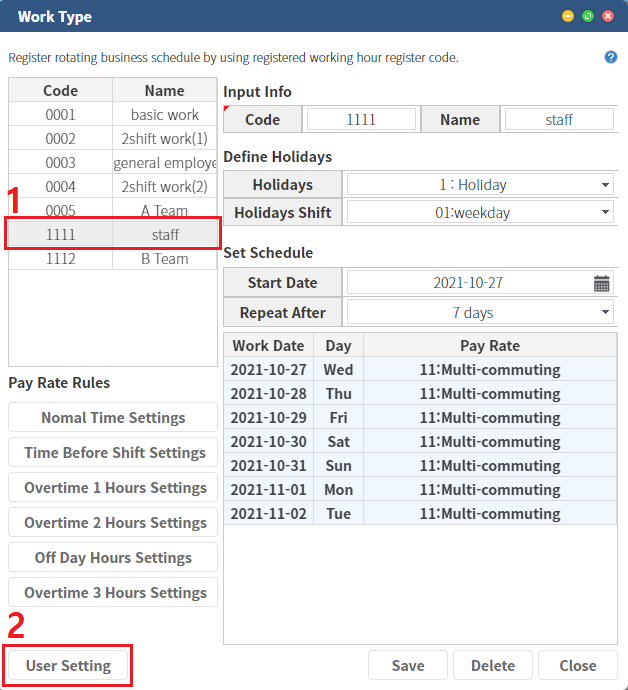 Work Type
Register rotating business schedule by using registered working hour register code.
?
Code Name
0001 basic work
0002 2shift work(1)
0003 general employe
0004 2shift work(2)
1
0005 A Team
1111 staff
1112 B Team
Pay Rate Rules
Nomal Time Settings
Time Before Shift Settings
Overtime 1 Hours Settings
Overtime 2 Hours Settings
Off Day Hours Settings
Overtime 3 Hours Settings
2
User Setting
Input Info
Code 1111 Name staff
Define Holidays
Holidays 1 : Holiday
Holidays Shift 01:weekday
Set Schedule
Start Date 2021-10-27
Repeat After 7 days
Work Date Day Pay Rate
2021-10-27 Wed 11:Multi-commuting
2021-10-28 Thu 11:Multi-commuting
2021-10-29 Fri 11:Multi-commuting
2021-10-30 Sat 11:Multi-commuting
2021-10-31 Sun 11:Multi-commuting
2021-11-01 Mon 11:Multi-commuting
2021-11-02 Tue 11:Multi-commuting
Save Delete Close